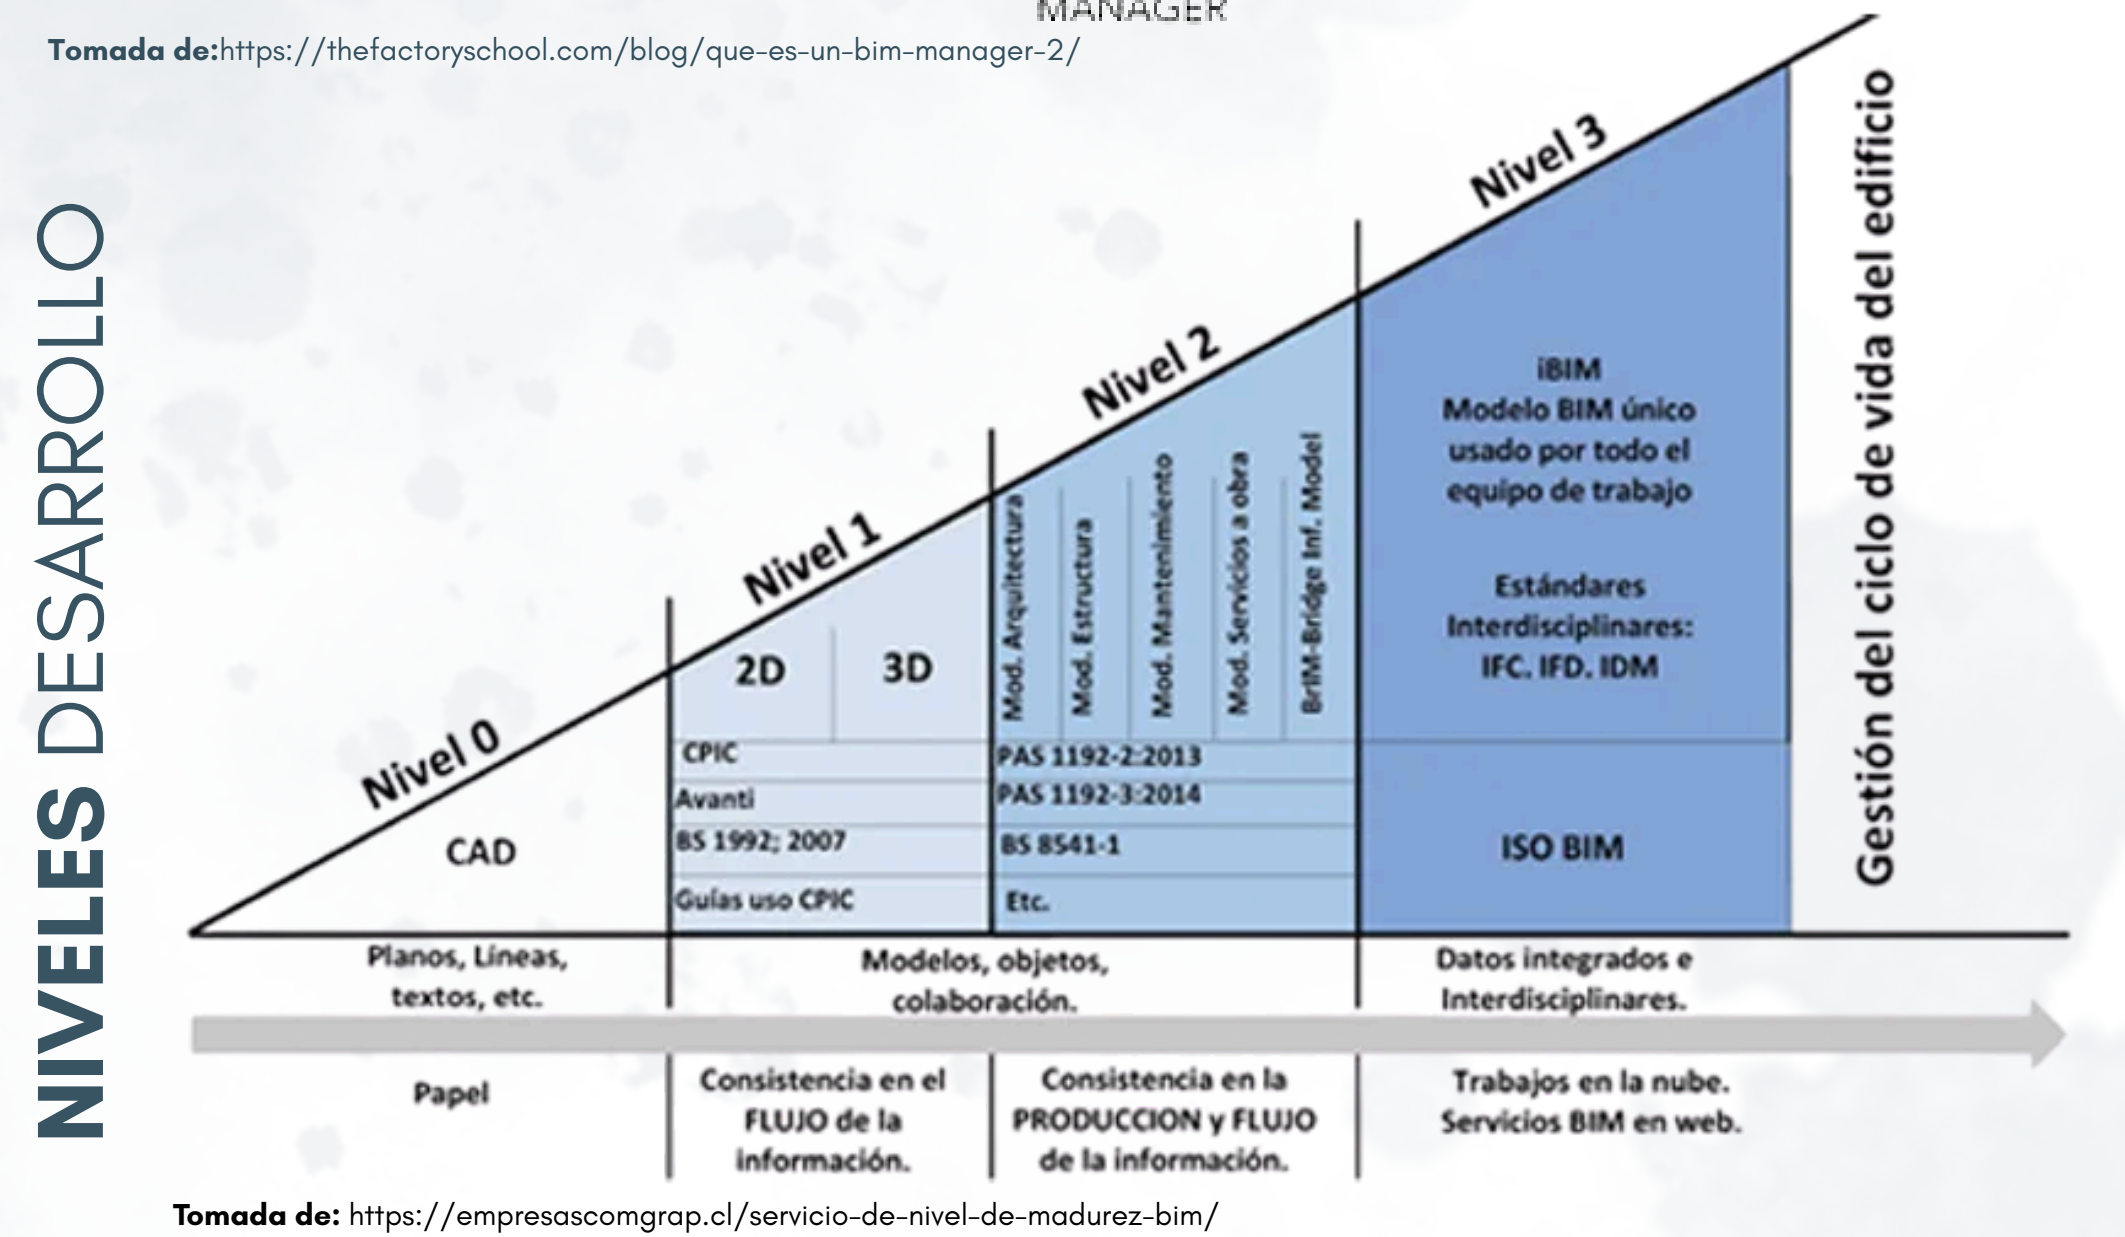 MANAGER
Tomada de:https://thefactoryschool.com/blog/que-es-un-bim-manager-2/
NIVELES DESARROLLO
Nivel 0
CAD
Nivel 1
2D
3D
CPIC
Avanti
BS 1992; 2007
Guías uso CPIC
Nivel 2
Mod. Arquitectura
Mod. Estructura
Mod. Mantenimiento
Mod. Servicios a obra
BrIM-Bridge Inf. Model
PAS 1192-2:2013
PAS 1192-3:2014
BS 8541-1
Etc.
Nivel 3
iBIM
Modelo BIM único
usado por todo el
equipo de trabajo
Estándares
Interdisciplinares:
IFC. IFD. IDM
ISO BIM
Gestión del ciclo de vida del edificio
Planos, Líneas,
textos, etc.
Modelos, objetos,
colaboración.
Datos integrados e
Interdisciplinares.
Papel
Consistencia en el
FLUJO de la
información.
Consistencia en la
PRODUCCION y FLUJO
de la información.
Trabajos en la nube.
Servicios BIM en web.
Tomada de: https://empresascomgrap.cl/servicio-de-nivel-de-madurez-bim/